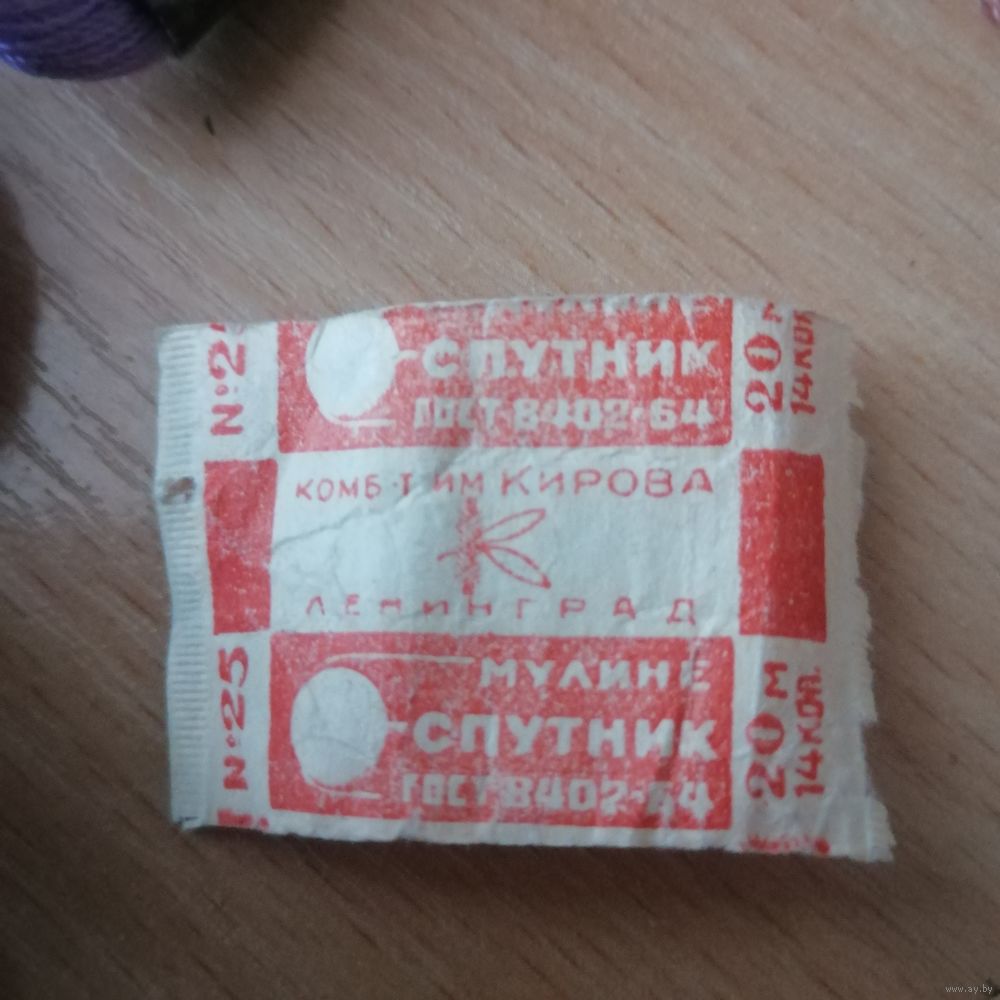 СПУТНИК
ГОСТ 8402-64
20 м
14 КОП
КОМБ-Т ИМ КИРОВА
К
ЛЕНИНГРАД
№25
МУЛИНЕ
СПУТНИК
ГОСТ 8402-64
20 М
14 КОП.
www.ay.by